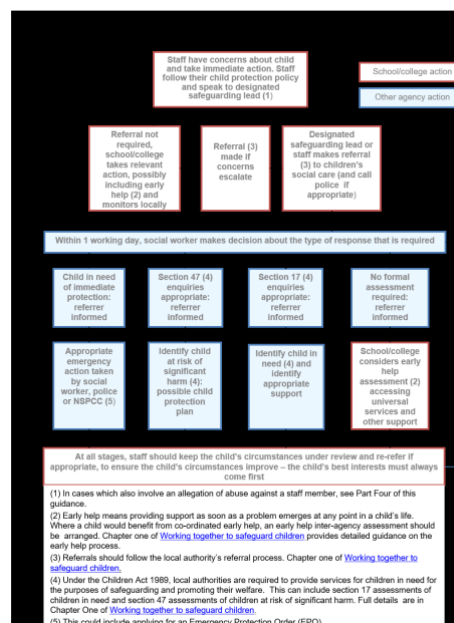 Staff have concerns about child
and take immediate action. Staff
follow their child protection policy
and speak to designated
safeguarding lead (1)
School/college action
Other agency action
Referral not
required,
school/college
takes relevant
action, possibly
including early
help (2) and
monitors locally
Referral (3)
made if
concerns
escalate
Designated
safeguarding lead or
staff makes referral
(3) to children's
social care (and call
police if
appropriate)
Within 1 working day, social worker makes decision about the type of response that is required
Child in need
of immediate
protection:
referrer
informed
Section 47 (4)
enquiries
appropriate:
referrer
informed
Section 17 (4)
enquiries
appropriate:
referrer
informed
No formal
assessment
required:
referrer
informed
Appropriate
emergency
action taken
by social
worker, police
or NSPCC (5)
Identify child
at risk of
significant
harm (4):
possible child
protection
plan
Identify child in
need (4) and
identify
appropriate
support
School/college
considers early
help
assessment (2)
accessing
universal
services and
other support
At all stages, staff should keep the child's circumstances under review and re-refer if
appropriate, to ensure the child's circumstances improve – the child's best interests must always
come first
(1) In cases which also involve an allegation of abuse against a staff member, see Part Four of this
guidance.
(2) Early help means providing support as soon as a problem emerges at any point in a child's life.
Where a child would benefit from co-ordinated early help, an early help inter-agency assessment should
be arranged. Chapter one of Working together to safeguard children provides detailed guidance on the
early help process.
(3) Referrals should follow the local authority's referral process. Chapter one of Working together to
safeguard children.
(4) Under the Children Act 1989, local authorities are required to provide services for children in need for
the purposes of safeguarding and promoting their welfare. This can include section 17 assessments of
children in need and section 47 assessments of children at risk of significant harm. Full details are in
Chapter One of Working together to safeguard children.
(5) This could include applying for an Emergency Protection Order (EPO).